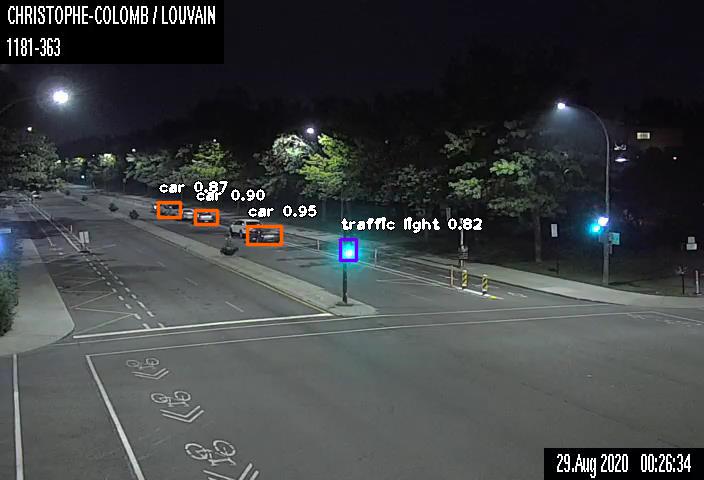 CHRISTOPHE-COLOMB / LOUVAIN
1181-363
car 0.87
car 0.90
car 0.95
traffic light 0.82
29.Aug 2020 00:26:34